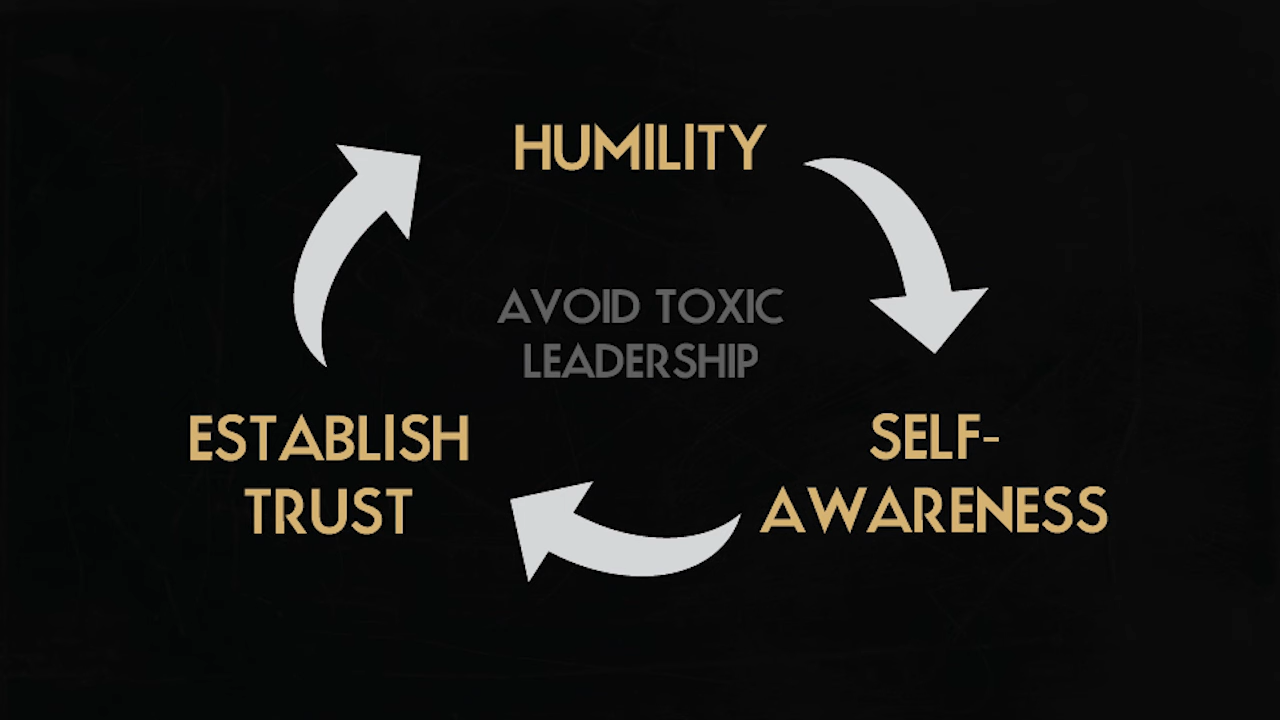 HUMILITY
AVOID TOXIC
LEADERSHIP
ESTABLISH
TRUST
SELF-
AWARENESS